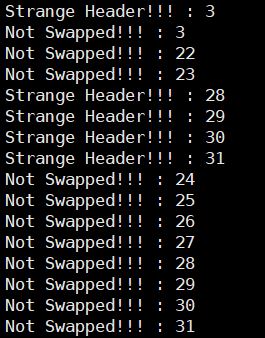 Strange Header!!! : 3
Not Swapped!!! : 3
Not Swapped!!! : 22
Not Swapped!!! : 23
Strange Header!!! : 28
Strange Header!!! : 29
Strange Header!!! : 30
Strange Header!!! : 31
Not Swapped!!! : 24
Not Swapped!!! : 25
Not Swapped!!! : 26
Not Swapped!!! : 27
Not Swapped!!! : 28
Not Swapped!!! : 29
Not Swapped!!! : 30
Not Swapped!!! : 31